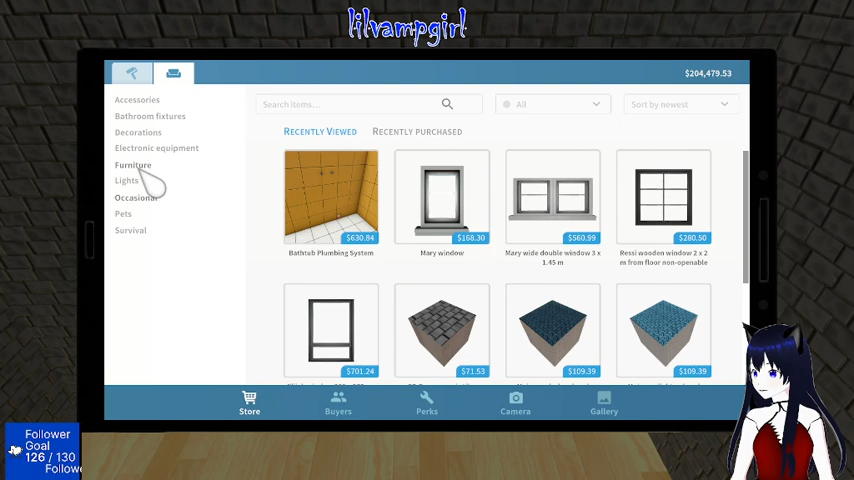 lilvampgirl
$204,479.53
Accessories
Bathroom fixtures
Decorations
Electronic equipment
Furniture
Lights
Occasional
Pets
Survival
Search items...
All
Sort by newest
RECENTLY VIEWED
RECENTLY PURCHASED
$630.84
Bathtub Plumbing System
$168.30
Mary window
$560.99
Mary wide double window 3 x
1.45 m
$280.50
Ressi wooden window 2 x 2
m from floor non-openable
$701.24
$71.53
$109.39
$109.39
Store
Buyers
Perks
Camera
Gallery
Follower
Goal
126 / 130
Followe